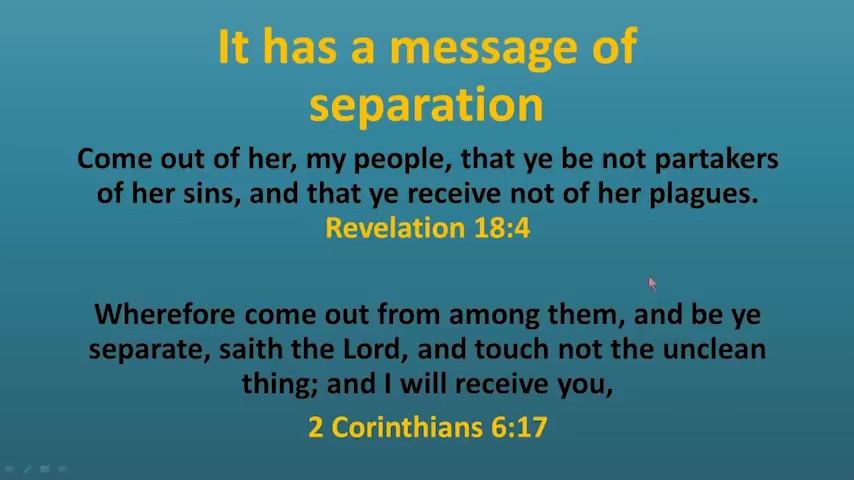 It has a message of
separation
Come out of her, my people, that ye be not partakers
of her sins, and that ye receive not of her plagues.
Revelation 18:4
Wherefore come out from among them, and be ye
separate, saith the Lord, and touch not the unclean
thing; and I will receive you,
2 Corinthians 6:17